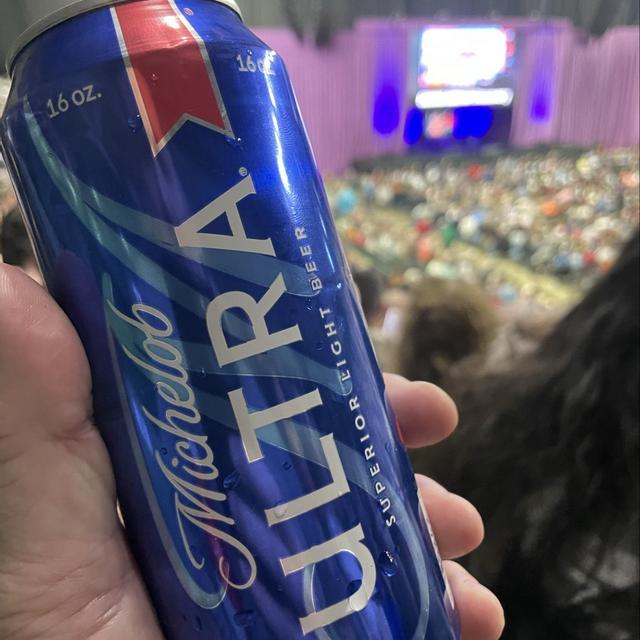 16 oz.
16 oz.
Michelob
ULTRA®
SUPERIOR LIGHT BEER